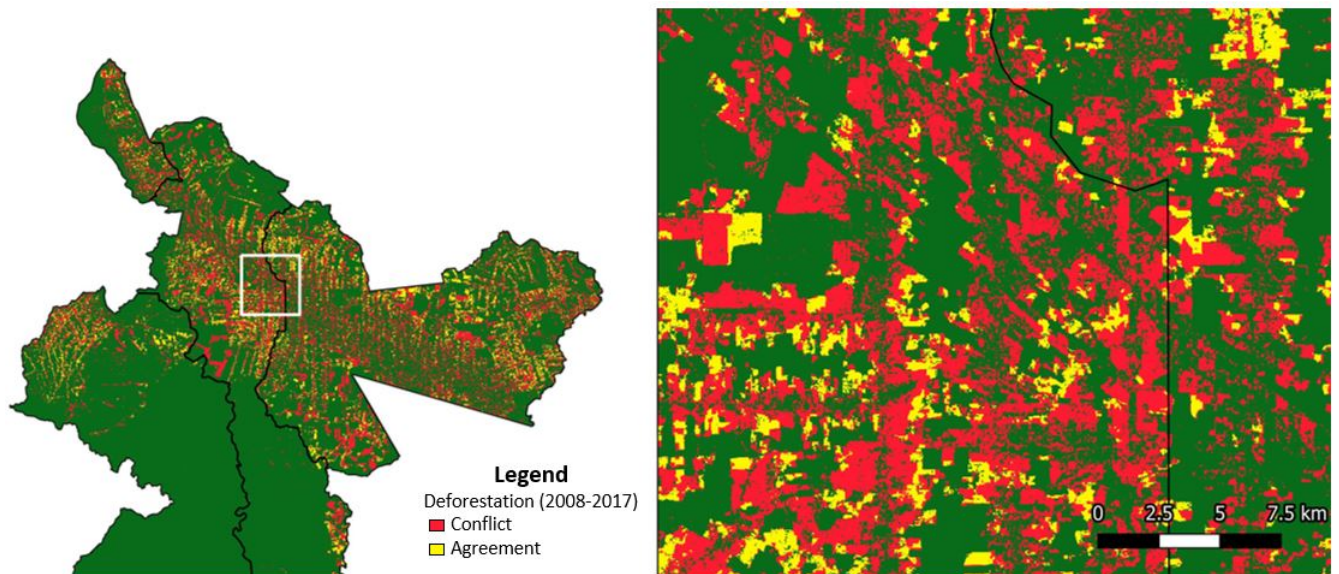 Legend
Deforestation (2008-2017)
Conflict
Agreement
0 2.5 5 7.5 km